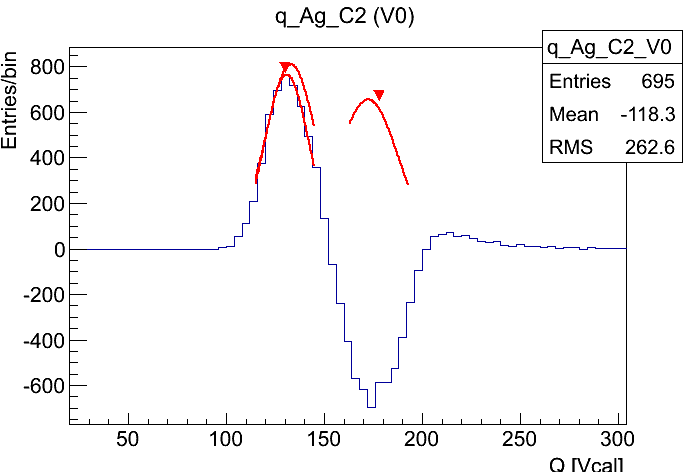 q_Ag_C2 (V0)
q_Ag_C2_V0
Entries 695
Mean -118.3
RMS 262.6
Entries/bin
800
600
400
200
0
-200
-400
-600
50 100 150 200 250 300
Q [Vcal]